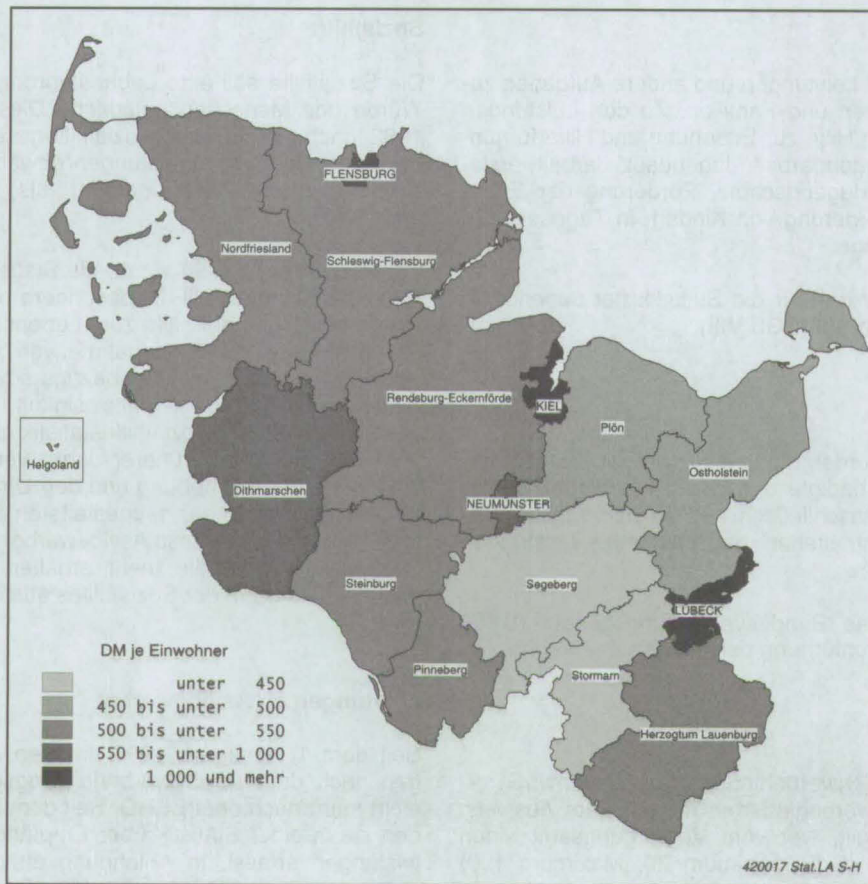 FLENSBURG
Nordfriesland
Schleswig-Flensburg
Rendsburg-Eckernförde
KIEL
Plön
Ostholstein
Helgoland
Dithmarschen
NEUMÜNSTER
Steinburg
Segeberg
LÜBECK
Pinneberg
Stormarn
Herzogtum Lauenburg
DM je Einwohner
unter 450
450 bis unter 500
500 bis unter 550
550 bis unter 1 000
1 000 und mehr
420017 Stat.LA S-H